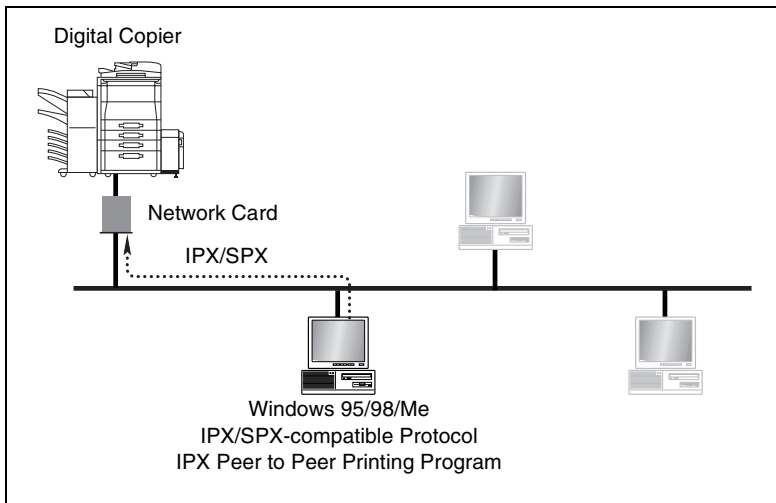 Digital Copier
Network Card
IPX/SPX
Windows 95/98/Me
IPX/SPX-compatible Protocol
IPX Peer to Peer Printing Program